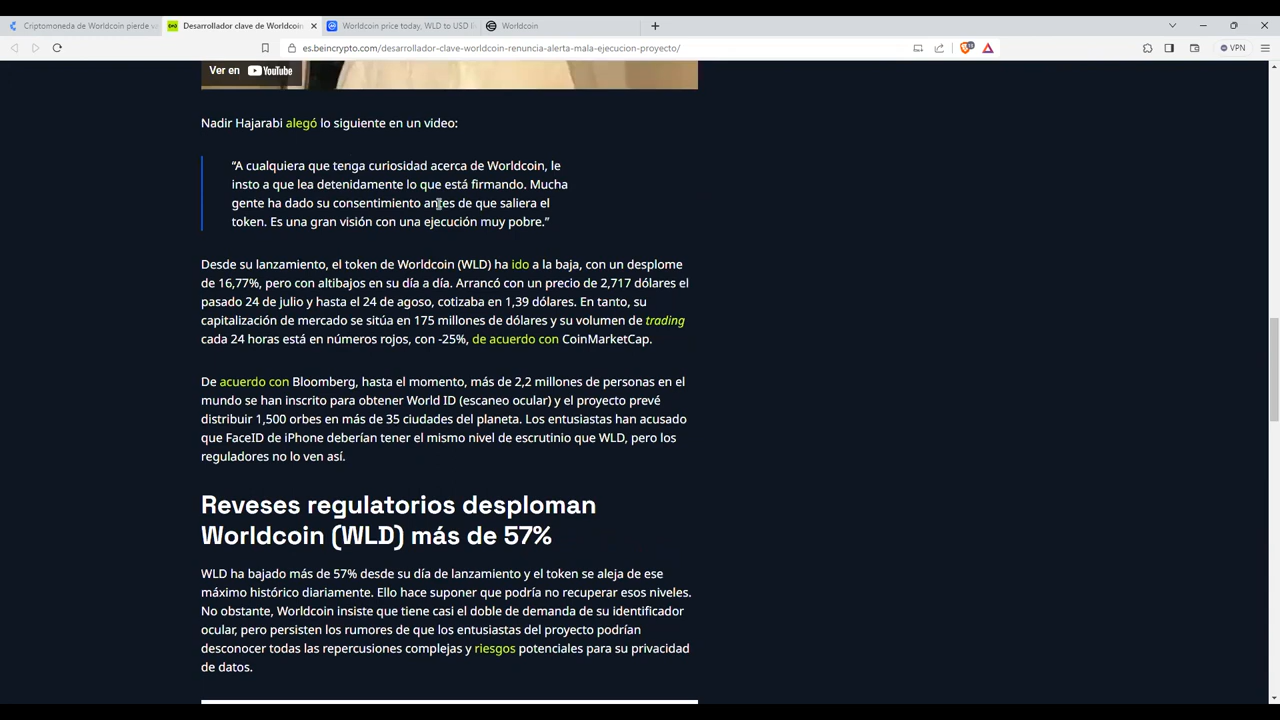 Criptomoneda de Worldcoin pierde va
Desarrollador clave de Worldcoin
Worldcoin price today, WLD to USD l
Worldcoin
es.beincrypto.com/desarrollador-clave-worldcoin-renuncia-alerta-mala-ejecucion-proyecto/
VPN
Ver en YouTube
Nadir Hajarabi alegó lo siguiente en un video:
“A cualquiera que tenga curiosidad acerca de Worldcoin, le
insto a que lea detenidamente lo que está firmando. Mucha
gente ha dado su consentimiento antes de que saliera el
token. Es una gran visión con una ejecución muy pobre.”
Desde su lanzamiento, el token de Worldcoin (WLD) ha ido a la baja, con un desplome
de 16,77%, pero con altibajos en su día a día. Arrancó con un precio de 2,717 dólares el
pasado 24 de julio y hasta el 24 de agoso, cotizaba en 1,39 dólares. En tanto, su
capitalización de mercado se sitúa en 175 millones de dólares y su volumen de trading
cada 24 horas está en números rojos, con -25%, de acuerdo con CoinMarketCap.
De acuerdo con Bloomberg, hasta el momento, más de 2,2 millones de personas en el
mundo se han inscrito para obtener World ID (escaneo ocular) y el proyecto prevé
distribuir 1,500 orbes en más de 35 ciudades del planeta. Los entusiastas han acusado
que FaceID de iPhone deberían tener el mismo nivel de escrutinio que WLD, pero los
reguladores no lo ven así.
Reveses regulatorios desploman
Worldcoin (WLD) más de 57%
WLD ha bajado más de 57% desde su día de lanzamiento y el token se aleja de ese
máximo histórico diariamente. Ello hace suponer que podría no recuperar esos niveles.
No obstante, Worldcoin insiste que tiene casi el doble de demanda de su identificador
ocular, pero persisten los rumores de que los entusiastas del proyecto podrían
desconocer todas las repercusiones complejas y riesgos potenciales para su privacidad
de datos.